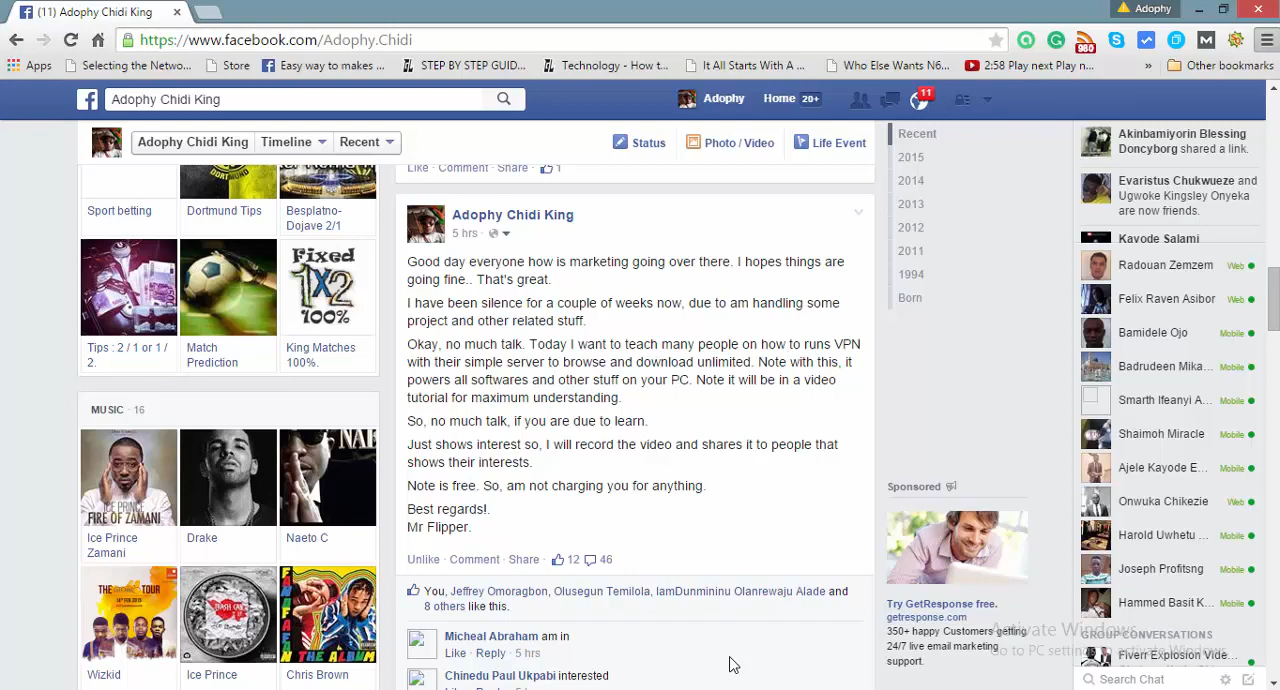 (11) Adophy Chidi King
Adophy
https://www.facebook.com/Adophy.Chidi
980
Apps
Selecting the Netwo...
Store
Easy way to makes ...
STEP BY STEP GUID...
Technology - How t...
It All Starts With A ...
Who Else Wants N6...
2:58 Play next Play n...
»
Other bookmarks
Adophy Chidi King
Adophy
Home 20+
11
Adophy Chidi King
Timeline
Recent
Status
Photo / Video
Life Event
Sport betting
Dortmund Tips
Besplatno-
Dojave 2/1
Fixed
1X2
100%
Tips : 2 / 1 or 1 /
2.
Match
Prediction
King Matches
100%.
MUSIC · 16
ICE PRINCE
FIRE OF ZAMANI
Ice Prince
Zamani
Drake
Naeto C
THE TOUR
Wizkid
Ice Prince
THE ALBUM
Chris Brown
Like · Comment · Share · 1
Adophy Chidi King
5 hrs ·
Good day everyone how is marketing going over there. I hopes things are
going fine.. That's great.
I have been silence for a couple of weeks now, due to am handling some
project and other related stuff.
Okay, no much talk. Today I want to teach many people on how to runs VPN
with their simple server to browse and download unlimited. Note with this, it
powers all softwares and other stuff on your PC. Note it will be in a video
tutorial for maximum understanding.
So, no much talk, if you are due to learn.
Just shows interest so, I will record the video and shares it to people that
shows their interests.
Note is free. So, am not charging you for anything.
Best regards!.
Mr Flipper.
Unlike · Comment · Share · 12 46
You, Jeffrey Omoragbon, Olusegun Temilola, IamDunmininu Olanrewaju Alade and
8 others like this.
Micheal Abraham am in
Like · Reply · 5 hrs
Chinedu Paul Ukpabi interested
Recent
2015
2014
2013
2012
2011
1994
Born
Sponsored
Try GetResponse free.
getresponse.com
350+ happy Customers getting
24/7 live email marketing
support.
Akinbamiyorin Blessing
Doncyborg shared a link.
Evaristus Chukwueze and
Ugwoke Kingsley Onyeka
are now friends.
Kayode Salami
Radouan Zemzem Web
Felix Raven Asibor Web
Bamidele Ojo Mobile
Badrudeen Mika... Mobile
Smarth Ifeanyi A... Mobile
Shaimoh Miracle Mobile
Ajele Kayode E... Mobile
Onwuka Chikezie Web
Harold Uwhetu ... Mobile
Joseph Profitsng Mobile
Hammed Basit K... Mobile
GROUP CONVERSATIONS
Fiverr Explosion Vide...
Activate Windows
Go to PC settings to activate Windows.
Search Chat